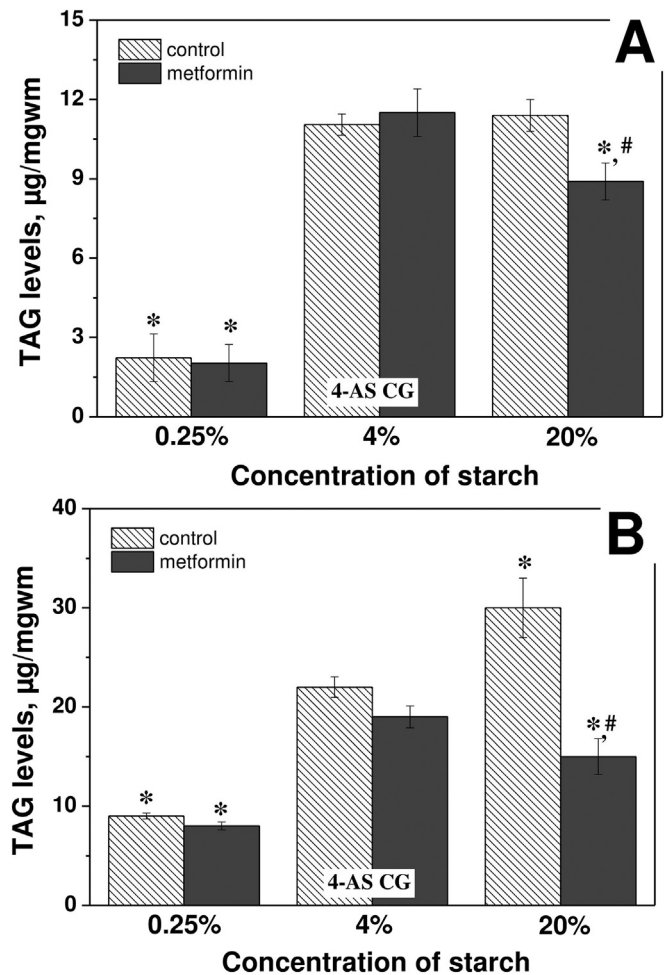 15
12
9
6
3
0
TAG levels, µg/mgwm
control
metformin
A
*
*
*,#
4-AS CG
0.25%
4%
20%
Concentration of starch
40
30
20
10
0
TAG levels, µg/mgwm
control
metformin
B
*
*
*
*,#
4-AS CG
0.25%
4%
20%
Concentration of starch